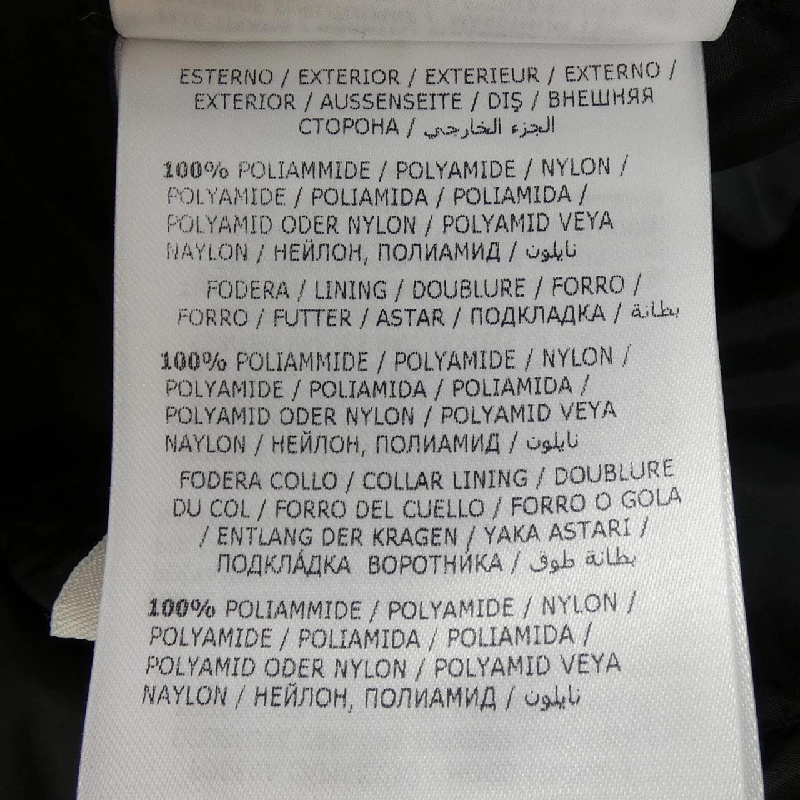 ESTERNO / EXTERIOR / EXTERIEUR / EXTERNO /
EXTERIOR / AUSSENSEITE / DIŞ / ВНЕШНЯЯ
СТОРОНА / الجزء الخارجي
100% POLIAMMIDE / POLYAMIDE / NYLON /
POLYAMIDE / POLIAMIDA / POLIAMIDA /
POLYAMID ODER NYLON / POLYAMID VEYA
NAYLON / НЕЙЛОН, ПОЛИАМИД / نايلون
FODERA / LINING / DOUBLURE / FORRO /
FORRO / FUTTER / ASTAR / ПОДКЛАДКА / بطانة
100% POLIAMMIDE / POLYAMIDE / NYLON /
POLYAMIDE / POLIAMIDA / POLIAMIDA /
POLYAMID ODER NYLON / POLYAMID VEYA
NAYLON / НЕЙЛОН, ПОЛИАМИД / نايلون
FODERA COLLO / COLLAR LINING / DOUBLURE
DU COL / FORRO DEL CUELLO / FORRO O GOLA
/ ENTLANG DER KRAGEN / YAKA ASTARI /
ПОДКЛА́ДКА ВОРОТНИ́КА / بطانة طوق
100% POLIAMMIDE / POLYAMIDE / NYLON /
POLYAMIDE / POLIAMIDA / POLIAMIDA /
POLYAMID ODER NYLON / POLYAMID VEYA
NAYLON / НЕЙЛОН, ПОЛИАМИД / نايلون